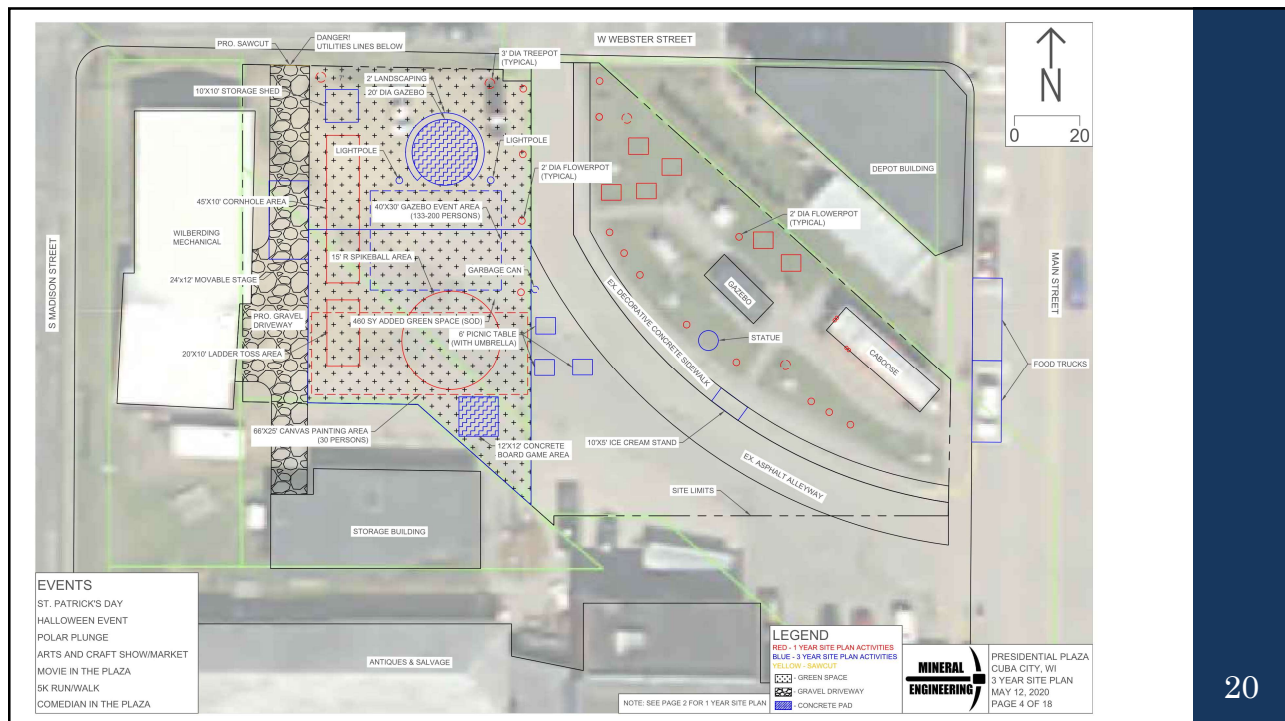 W WEBSTER STREET
PRO. SAWCUT
DANGER!
UTILITIES LINES BELOW
3' DIA TREEPOT
(TYPICAL)
N
0 20
2' LANDSCAPING
20' DIA GAZEBO
10'X10' STORAGE SHED
LIGHTPOLE
LIGHTPOLE
2' DIA FLOWERPOT
(TYPICAL)
DEPOT BUILDING
45'X10' CORNHOLE AREA
40'X30' GAZEBO EVENT AREA
(133-200 PERSONS)
2' DIA FLOWERPOT
(TYPICAL)
WILBERDING
MECHANICAL
S MADISON STREET
MAIN STREET
15' R SPIKEBALL AREA
GARBAGE CAN
24'x12' MOVABLE STAGE
GAZEBO
EX. DECORATIVE CONCRETE SIDEWALK
PRO. GRAVEL
DRIVEWAY
460 SY ADDED GREEN SPACE (SOD)
6' PICNIC TABLE
(WITH UMBRELLA)
STATUE
CABOOSE
20'X10' LADDER TOSS AREA
FOOD TRUCKS
66'X25' CANVAS PAINTING AREA
(30 PERSONS)
12'X12' CONCRETE
BOARD GAME AREA
10'X5' ICE CREAM STAND
EX. ASPHALT ALLEYWAY
SITE LIMITS
STORAGE BUILDING
EVENTS
ST. PATRICK'S DAY
HALLOWEEN EVENT
POLAR PLUNGE
ARTS AND CRAFT SHOW/MARKET
MOVIE IN THE PLAZA
5K RUN/WALK
COMEDIAN IN THE PLAZA
ANTIQUES & SALVAGE
NOTE: SEE PAGE 2 FOR 1 YEAR SITE PLAN
LEGEND
RED - 1 YEAR SITE PLAN ACTIVITIES
BLUE - 3 YEAR SITE PLAN ACTIVITIES
YELLOW - SAWCUT
- GREEN SPACE
- GRAVEL DRIVEWAY
- CONCRETE PAD
MINERAL
ENGINEERING
PRESIDENTIAL PLAZA
CUBA CITY, WI
3 YEAR SITE PLAN
MAY 12, 2020
PAGE 4 OF 18
20